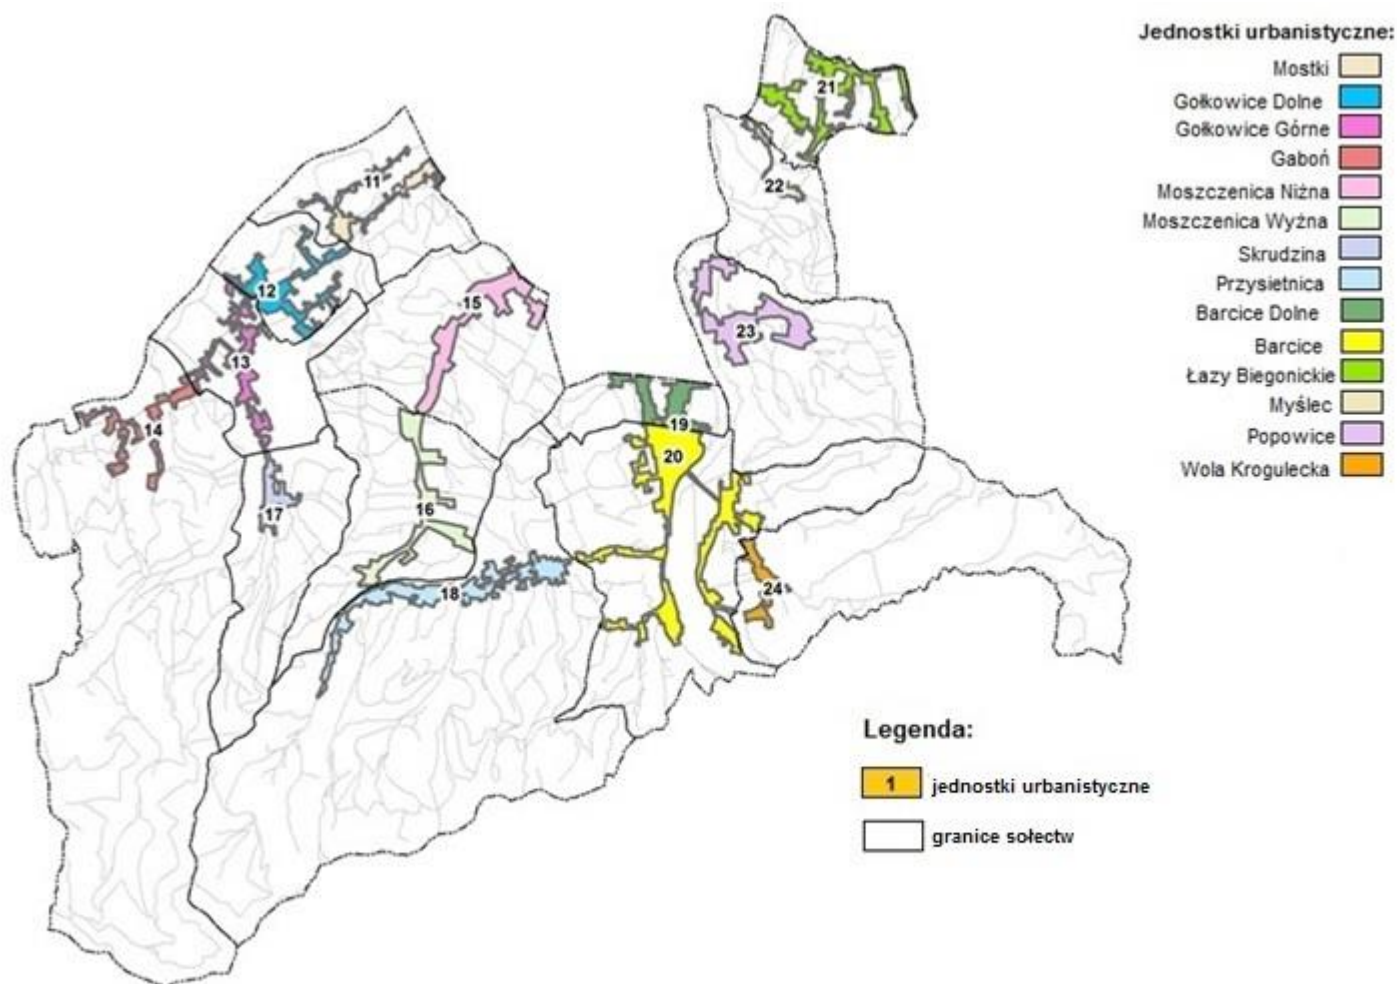 Jednostki urbanistyczne:
Mostki
Gołkowice Dolne
Gołkowice Górne
Gaboń
Moszczenica Niżna
Moszczenica Wyżna
Skrudzina
Przysietnica
Barcice Dolne
Barcice
Łazy Biegonickie
Myślec
Popowice
Wola Krogulecka
21
11
22
12
15
23
13
14
19
20
16
17
18
24
Legenda:
1 jednostki urbanistyczne
granice sołectw